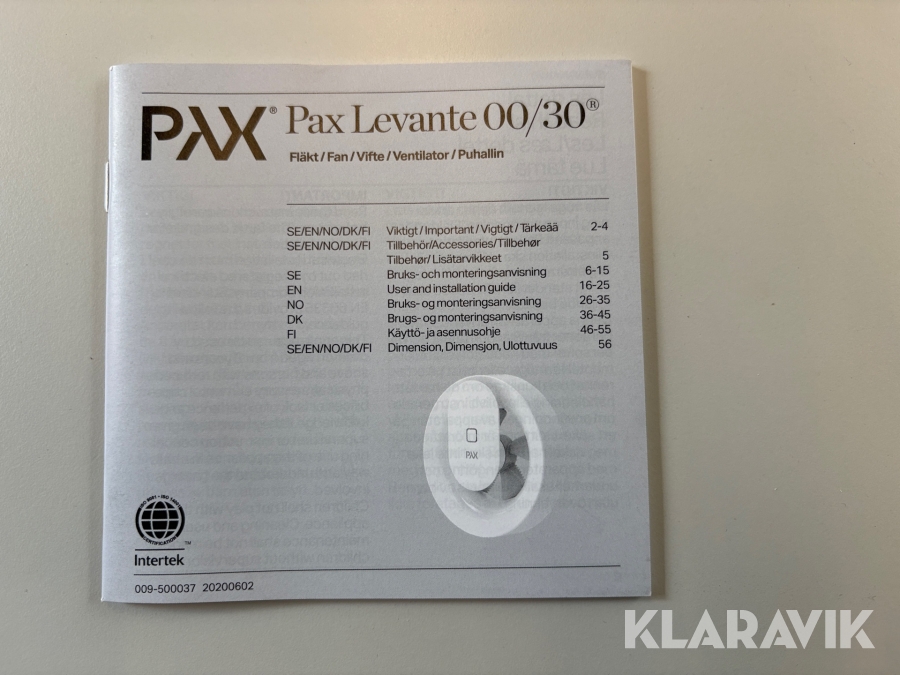 PAX®
Pax Levante 00/30®
Fläkt / Fan / Vifte / Ventilator / Puhallin
SE/EN/NO/DK/FI Viktigt / Important / Vigtigt / Tärkeää 2-4
SE/EN/NO/DK/FI Tillbehör/Accessories/Tillbehør
Tilbehør/ Lisätarvikkeet 5
SE Bruks- och monteringsanvisning 6-15
EN User and installation guide 16-25
NO Bruks- og monteringsanvisning 26-35
DK Brugs- og monteringsanvisning 36-45
FI Käyttö- ja asennusohje 46-55
SE/EN/NO/DK/FI Dimension, Dimensjon, Ulottuvuus 56
PAX
CERTIFICATION
Intertek
™
009-500037 20200602
KLARAVIK